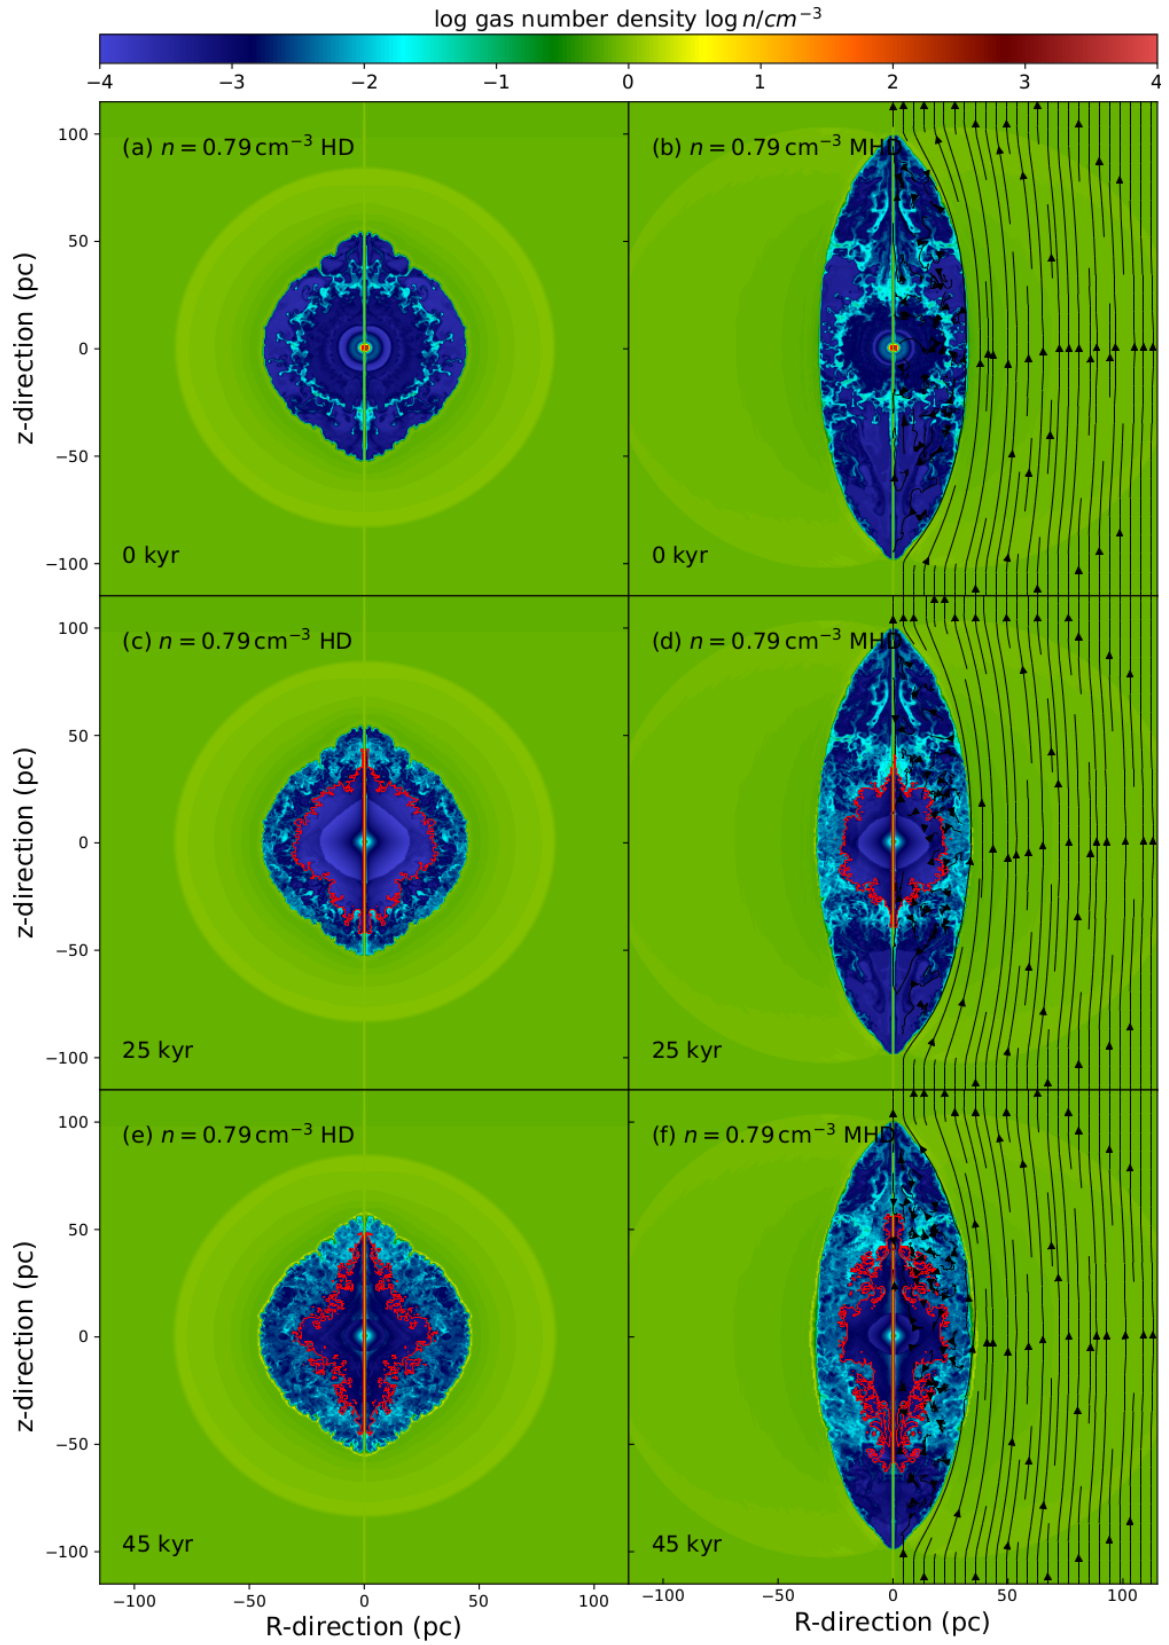 log gas number density log n/cm⁻³
−4 −3 −2 −1 0 1 2 3 4
(a) n = 0.79 cm⁻³ HD
(b) n = 0.79 cm⁻³ MHD
100
50
0
−50
−100
z-direction (pc)
0 kyr
0 kyr
(c) n = 0.79 cm⁻³ HD
(d) n = 0.79 cm⁻³ MHD
100
50
0
−50
−100
z-direction (pc)
25 kyr
25 kyr
(e) n = 0.79 cm⁻³ HD
(f) n = 0.79 cm⁻³ MHD
100
50
0
−50
−100
z-direction (pc)
45 kyr
45 kyr
−100 −50 0 50 100
−100 −50 0 50 100
R-direction (pc)
R-direction (pc)